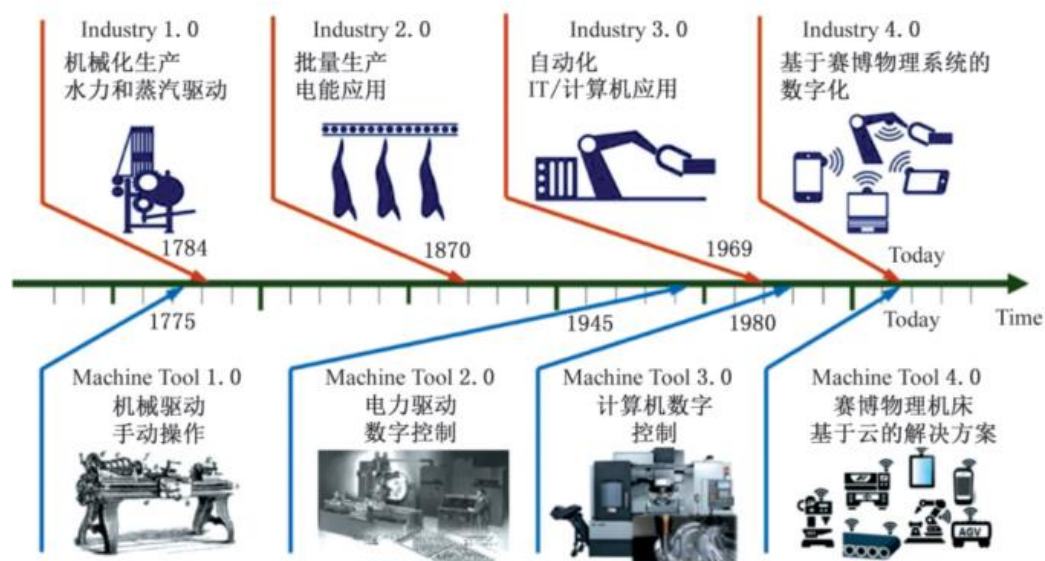 Industry 1.0
机械化生产
水力和蒸汽驱动
Industry 2.0
批量生产
电能应用
Industry 3.0
自动化
IT/计算机应用
Industry 4.0
基于赛博物理系统的
数字化
1784
1870
1969
Today
1775
1945
1980
Today
Time
Machine Tool 1.0
机械驱动
手动操作
Machine Tool 2.0
电力驱动
数字控制
Machine Tool 3.0
计算机数字
控制
Machine Tool 4.0
赛博物理机床
基于云的解决方案
AGV